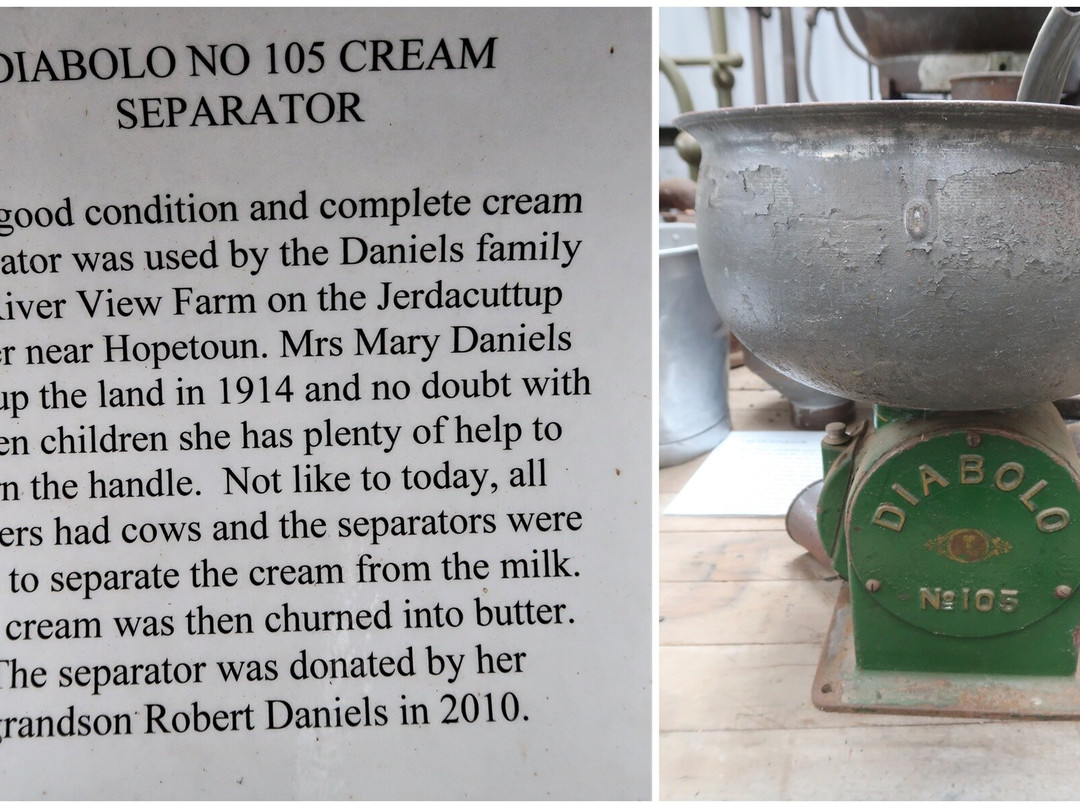 DIABOLO NO 105 CREAM
SEPARATOR
good condition and complete cream
ator was used by the Daniels family
River View Farm on the Jerdacuttup
er near Hopetoun. Mrs Mary Daniels
up the land in 1914 and no doubt with
en children she has plenty of help to
n the handle. Not like to today, all
ers had cows and the separators were
to separate the cream from the milk.
cream was then churned into butter.
The separator was donated by her
grandson Robert Daniels in 2010.
DIABOLO
No 105